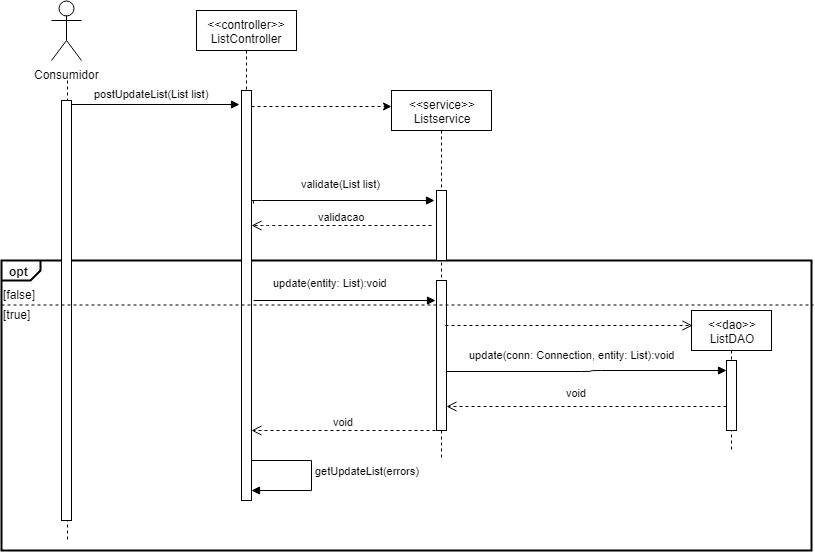 Consumidor
<<controller>>
ListController
postUpdateList(List list)
<<service>>
Listservice
validate(List list)
validacao
opt
[false]
update(entity: List):void
[true]
<<dao>>
ListDAO
update(conn: Connection, entity: List):void
void
void
getUpdateList(errors)